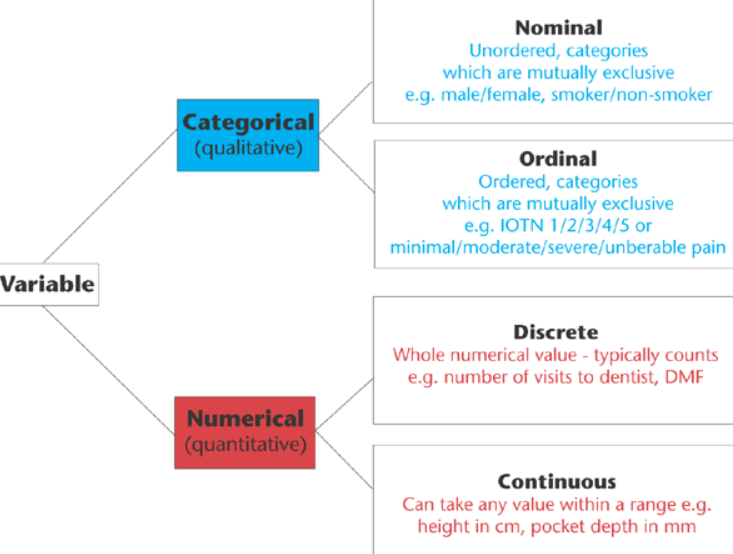 Nominal
Unordered, categories
which are mutually exclusive
e.g. male/female, smoker/non-smoker
Categorical
(qualitative)
Ordinal
Ordered, categories
which are mutually exclusive
e.g. IOTN 1/2/3/4/5 or
minimal/moderate/severe/unberable pain
Variable
Discrete
Whole numerical value - typically counts
e.g. number of visits to dentist, DMF
Numerical
(quantitative)
Continuous
Can take any value within a range e.g.
height in cm, pocket depth in mm